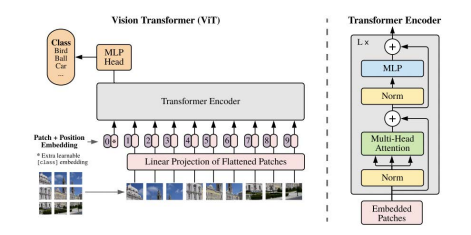 Vision Transformer (ViT)
Class
Bird
Ball
Car
...
MLP
Head
Transformer Encoder
Patch + Position
Embedding
0 * 1 2 3 4 5 6 7 8 9
* Extra learnable
[class] embedding
Linear Projection of Flattened Patches
Transformer Encoder
L x
+
MLP
Norm
+
Multi-Head
Attention
Norm
Embedded
Patches